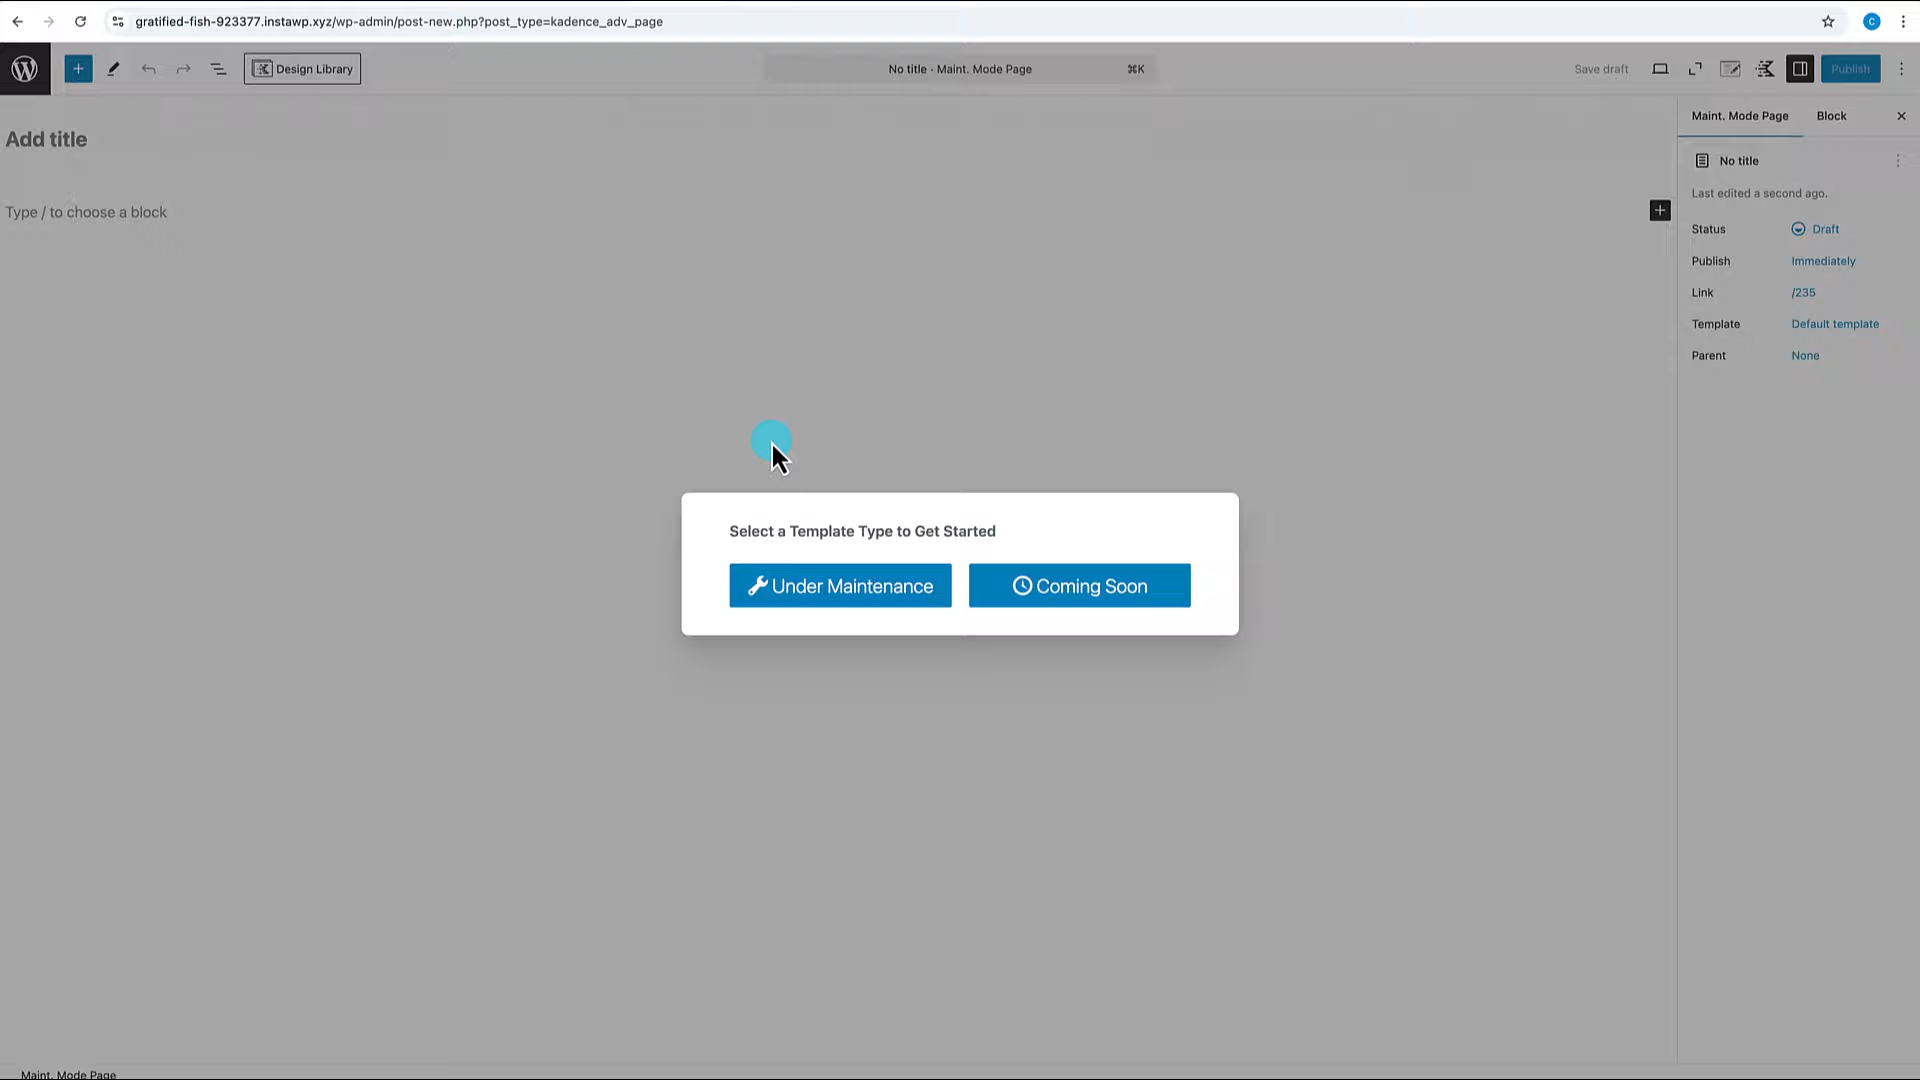 gratified-fish-923377.instawp.xyz/wp-admin/post-new.php?post_type=kadence_adv_page
C
Design Library
No title · Maint. Mode Page
⌘K
Save draft
Publish
Add title
Type / to choose a block
Maint. Mode Page
Block
No title
Last edited a second ago.
Status
Draft
Publish
Immediately
Link
/235
Template
Default template
Parent
None
Select a Template Type to Get Started
Under Maintenance
Coming Soon
Maint. Mode Page